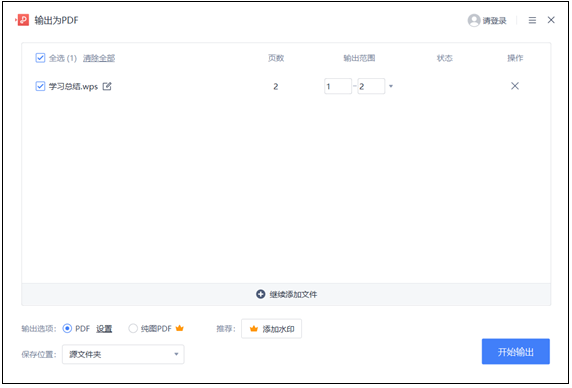 输出为PDF 请登录
全选 (1) 清除全部 页数 输出范围 状态 操作
学习总结.wps 2 1 - 2
继续添加文件
输出选项: PDF 设置 纯图PDF 推荐: 添加水印
保存位置: 源文件夹
开始输出